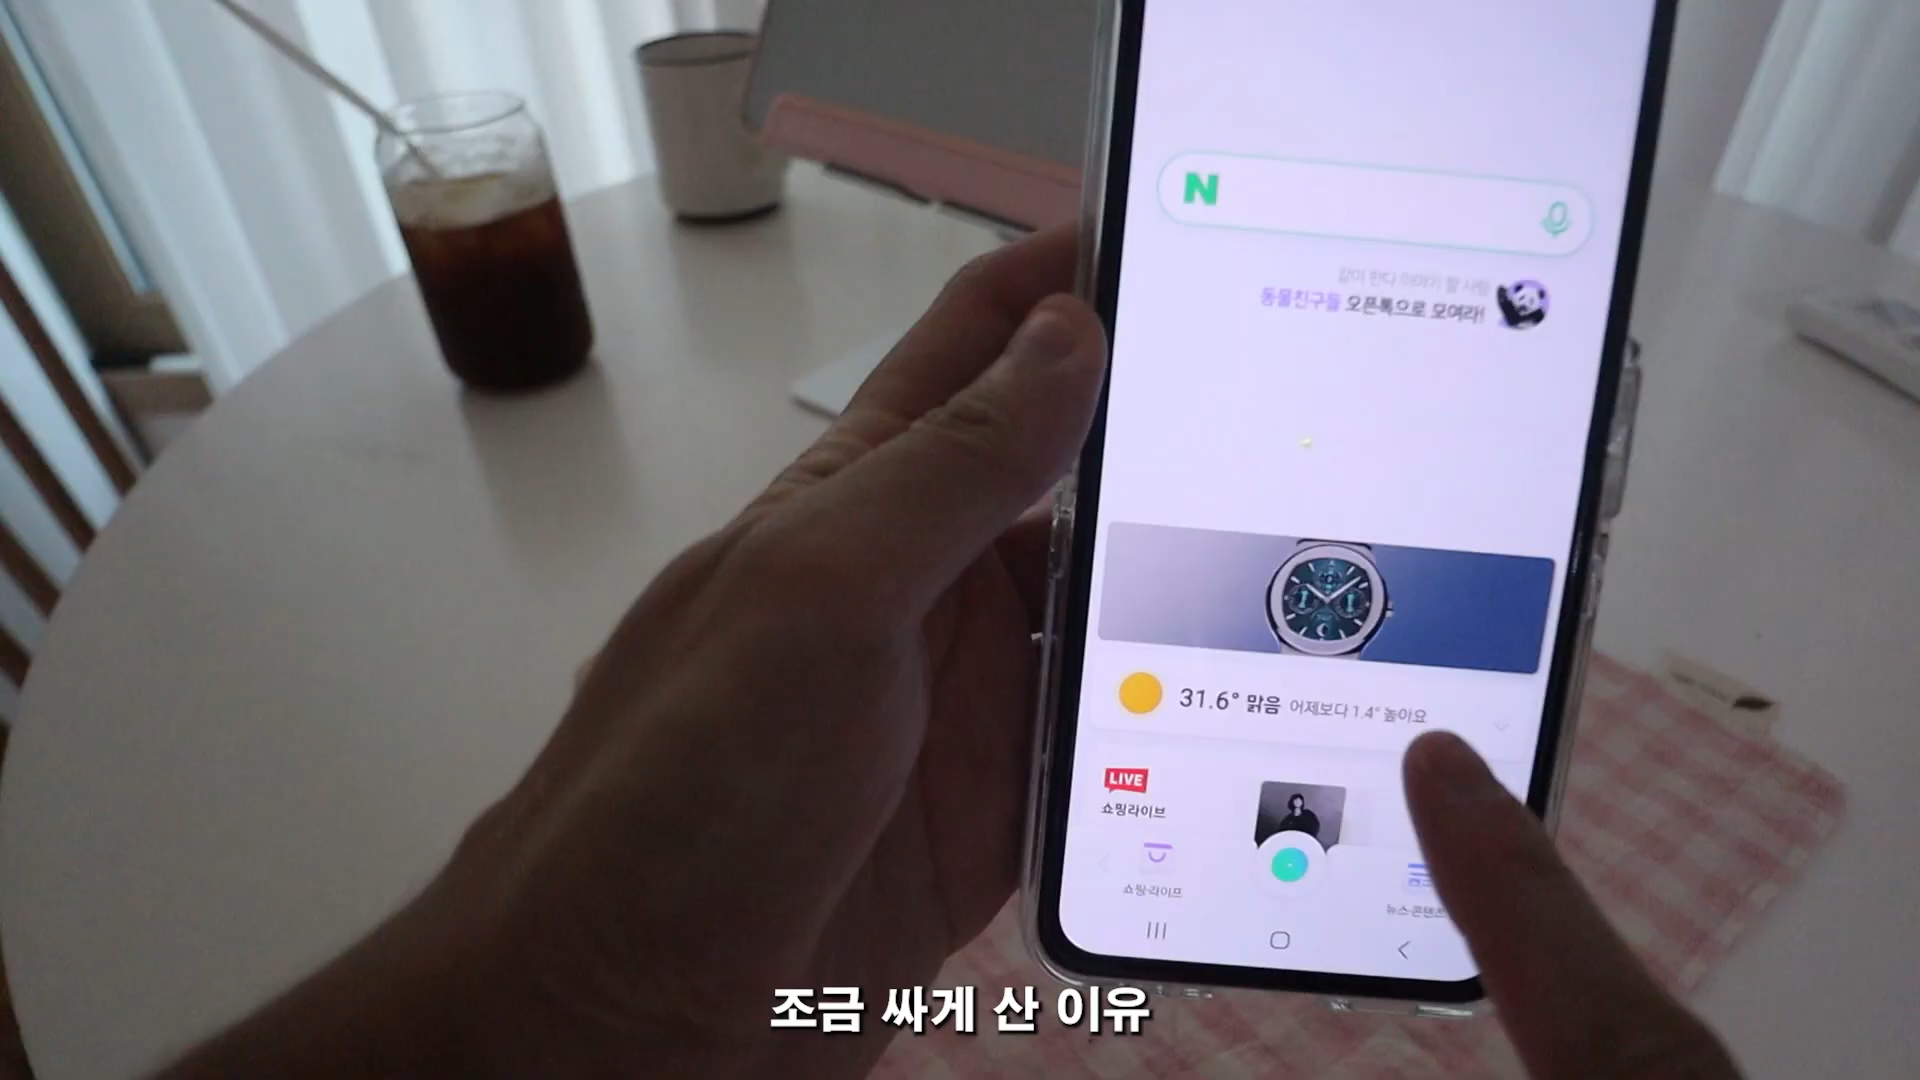 N
같이 한다 이야기 할 사람
동물친구들 오픈톡으로 모여라!
31.6° 맑음 어제보다 1.4° 높아요
LIVE
쇼핑라이브
쇼핑·라이프
뉴스·콘텐츠
조금 싸게 산 이유